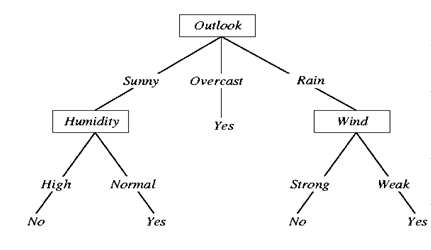 Outlook
Sunny Overcast Rain
Humidity Yes Wind
High Normal Strong Weak
No Yes No Yes